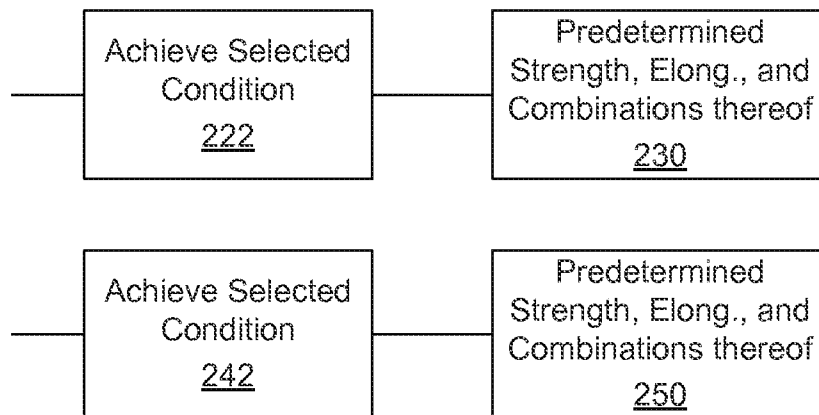 Achieve Selected
Condition
222
Predetermined
Strength, Elong., and
Combinations thereof
230
Achieve Selected
Condition
242
Predetermined
Strength, Elong., and
Combinations thereof
250